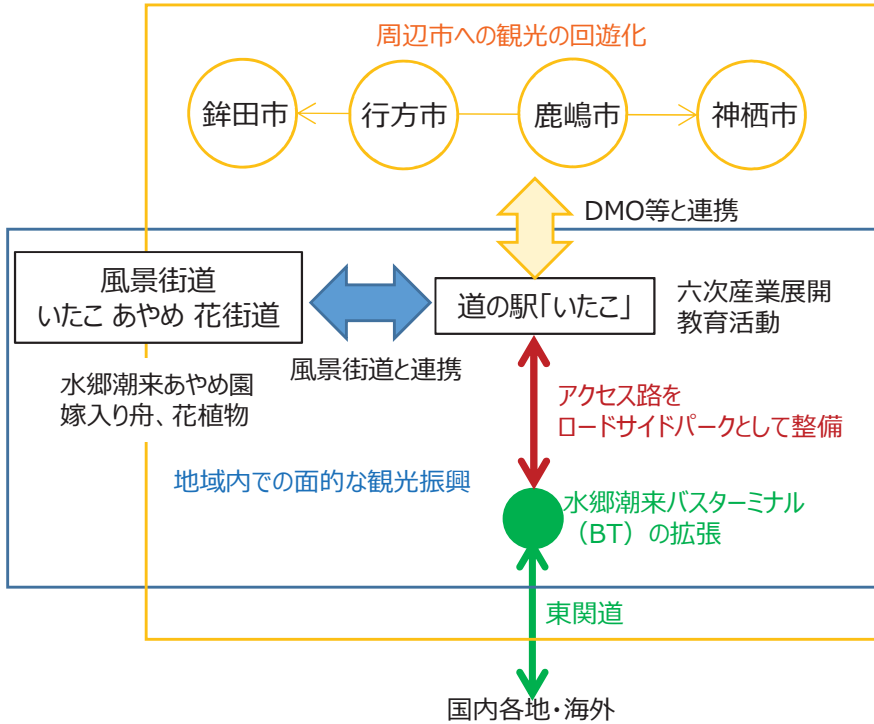 周辺市への観光の回遊化
鉾田市
行方市
鹿嶋市
神栖市
DMO等と連携
風景街道
いたこ あやめ 花街道
道の駅「いたこ」
六次産業展開
教育活動
風景街道と連携
水郷潮来あやめ園
嫁入り舟、花植物
アクセス路を
ロードサイドパークとして整備
地域内での面的な観光振興
水郷潮来バスターミナル
（BT）の拡張
東関道
国内各地・海外